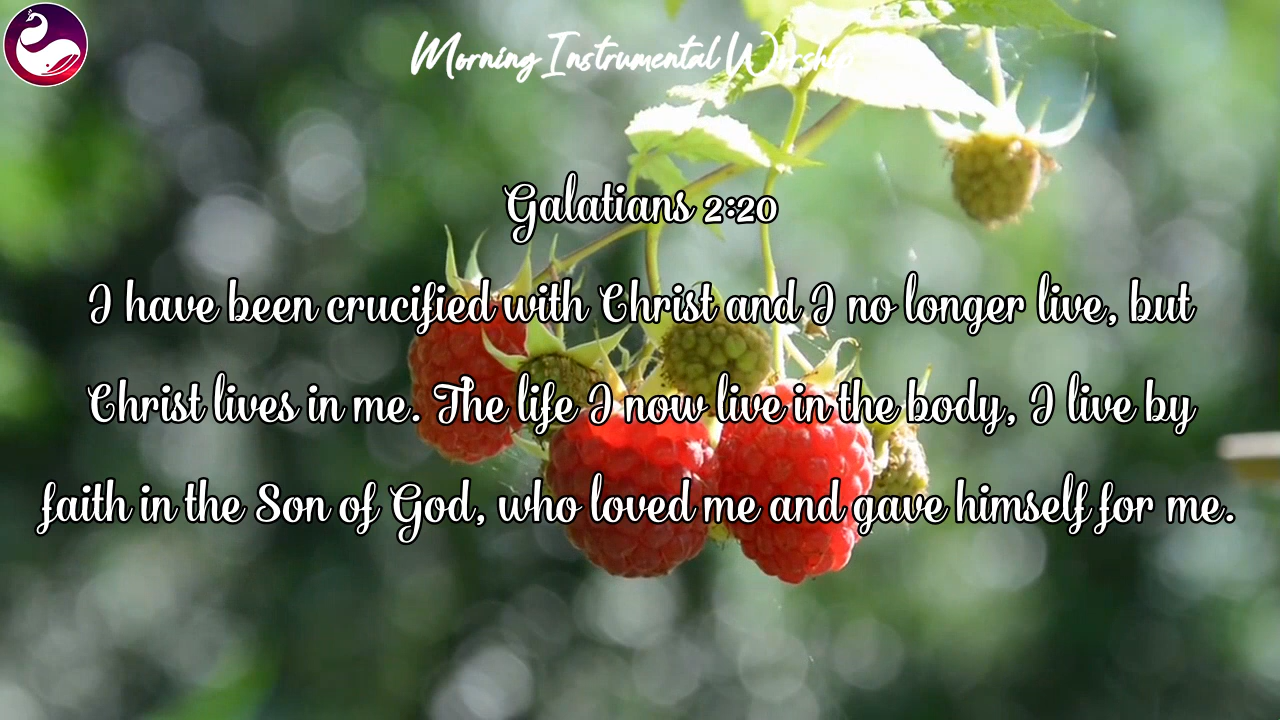 Morning Instrumental Worship
Galatians 2:20
I have been crucified with Christ and I no longer live, but
Christ lives in me. The life I now live in the body, I live by
faith in the Son of God, who loved me and gave himself for me.